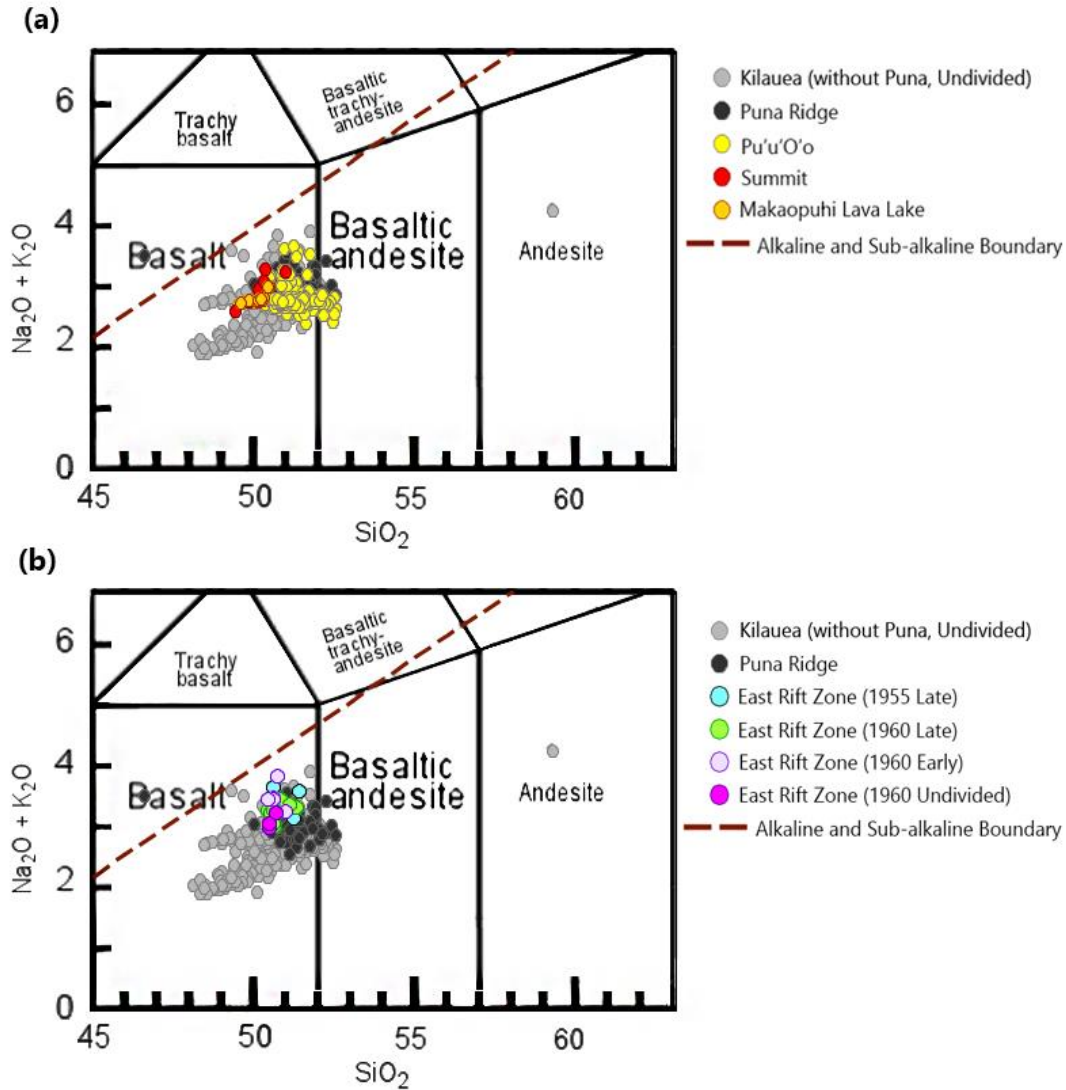 (a)
6
4
2
0
Na₂O + K₂O
Trachy
basalt
Basaltic
trachy-
andesite
Basalt
Basaltic
andesite
Andesite
45
50
55
60
SiO₂
Kilauea (without Puna, Undivided)
Puna Ridge
Pu'u'O'o
Summit
Makaopuhi Lava Lake
Alkaline and Sub-alkaline Boundary
(b)
6
4
2
0
Na₂O + K₂O
Trachy
basalt
Basaltic
trachy-
andesite
Basalt
Basaltic
andesite
Andesite
45
50
55
60
SiO₂
Kilauea (without Puna, Undivided)
Puna Ridge
East Rift Zone (1955 Late)
East Rift Zone (1960 Late)
East Rift Zone (1960 Early)
East Rift Zone (1960 Undivided)
Alkaline and Sub-alkaline Boundary